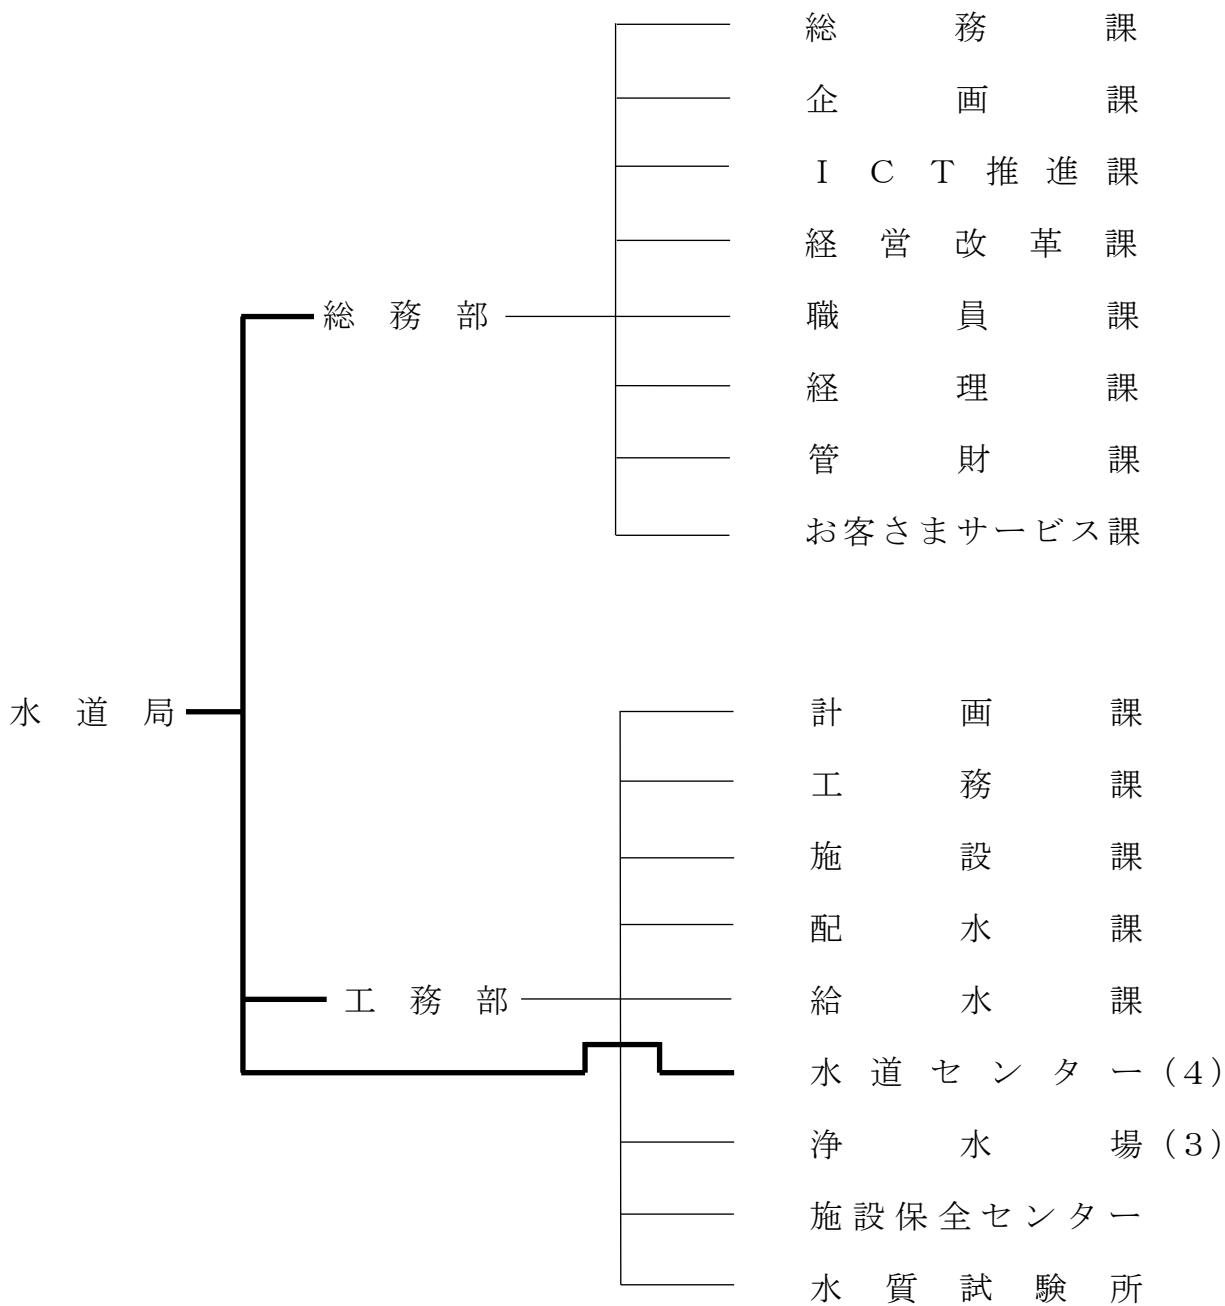 総務課
企画課
ＩＣＴ推進課
経営改革課
総務部
職員課
経理課
管財課
お客さまサービス課
水道局
計画課
工務課
施設課
配水課
工務部
給水課
水道センター（４）
浄水場（３）
施設保全センター
水質試験所